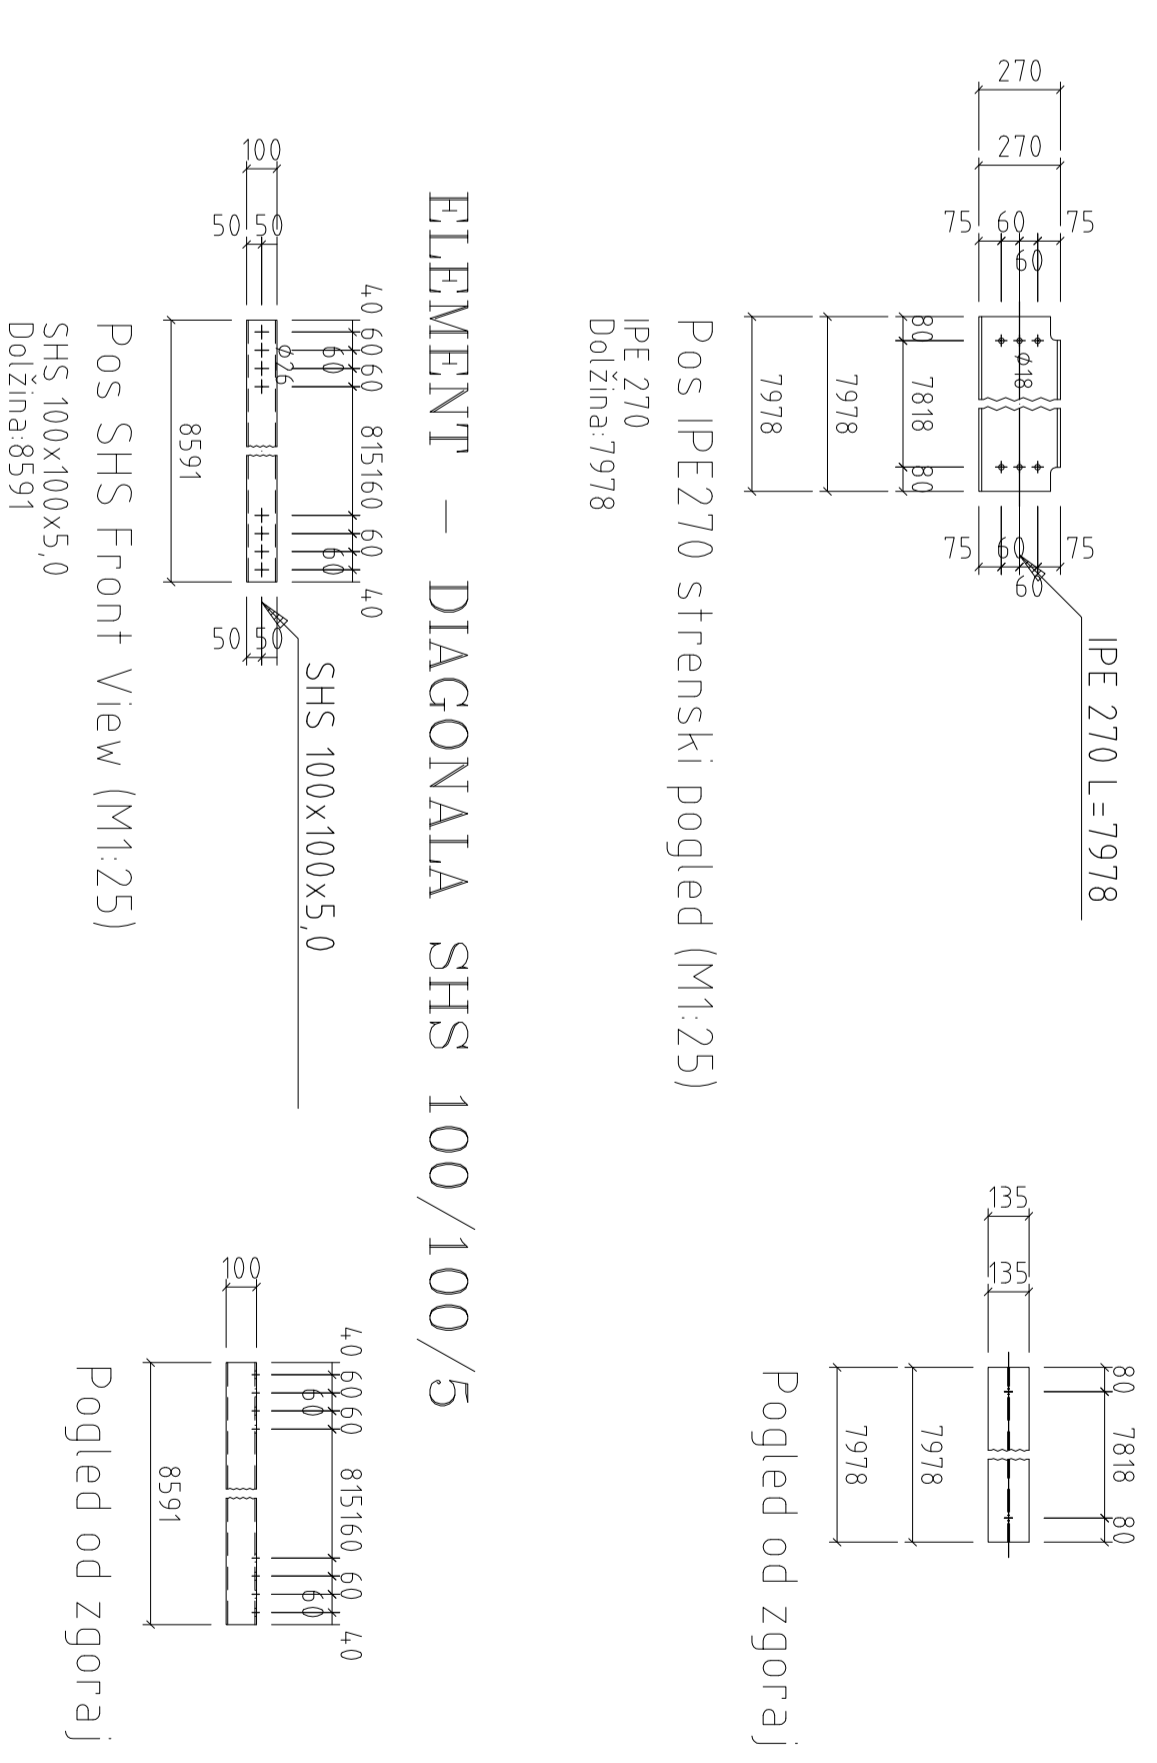 270
270
75 60 75
60
80 7818 80
7978
7978
Ø18
75 60 75
60
IPE 270 L=7978
Pos IPE270 strenski pogled (M1:25)
IPE 270
Dolžina:7978
135
135
80 7818 80
7978
7978
Pogled od zgoraj
ELEMENT - DIAGONALA SHS 100/100/5
100
50 50
40 60 60 60 8151 60 60 60 40
Ø26
8591
50 50
SHS 100x100x5,0
Pos SHS Front View (M1:25)
SHS 100x100x5,0
Dolžina:8591
100
40 60 60 60 8151 60 60 60 40
8591
Pogled od zgoraj